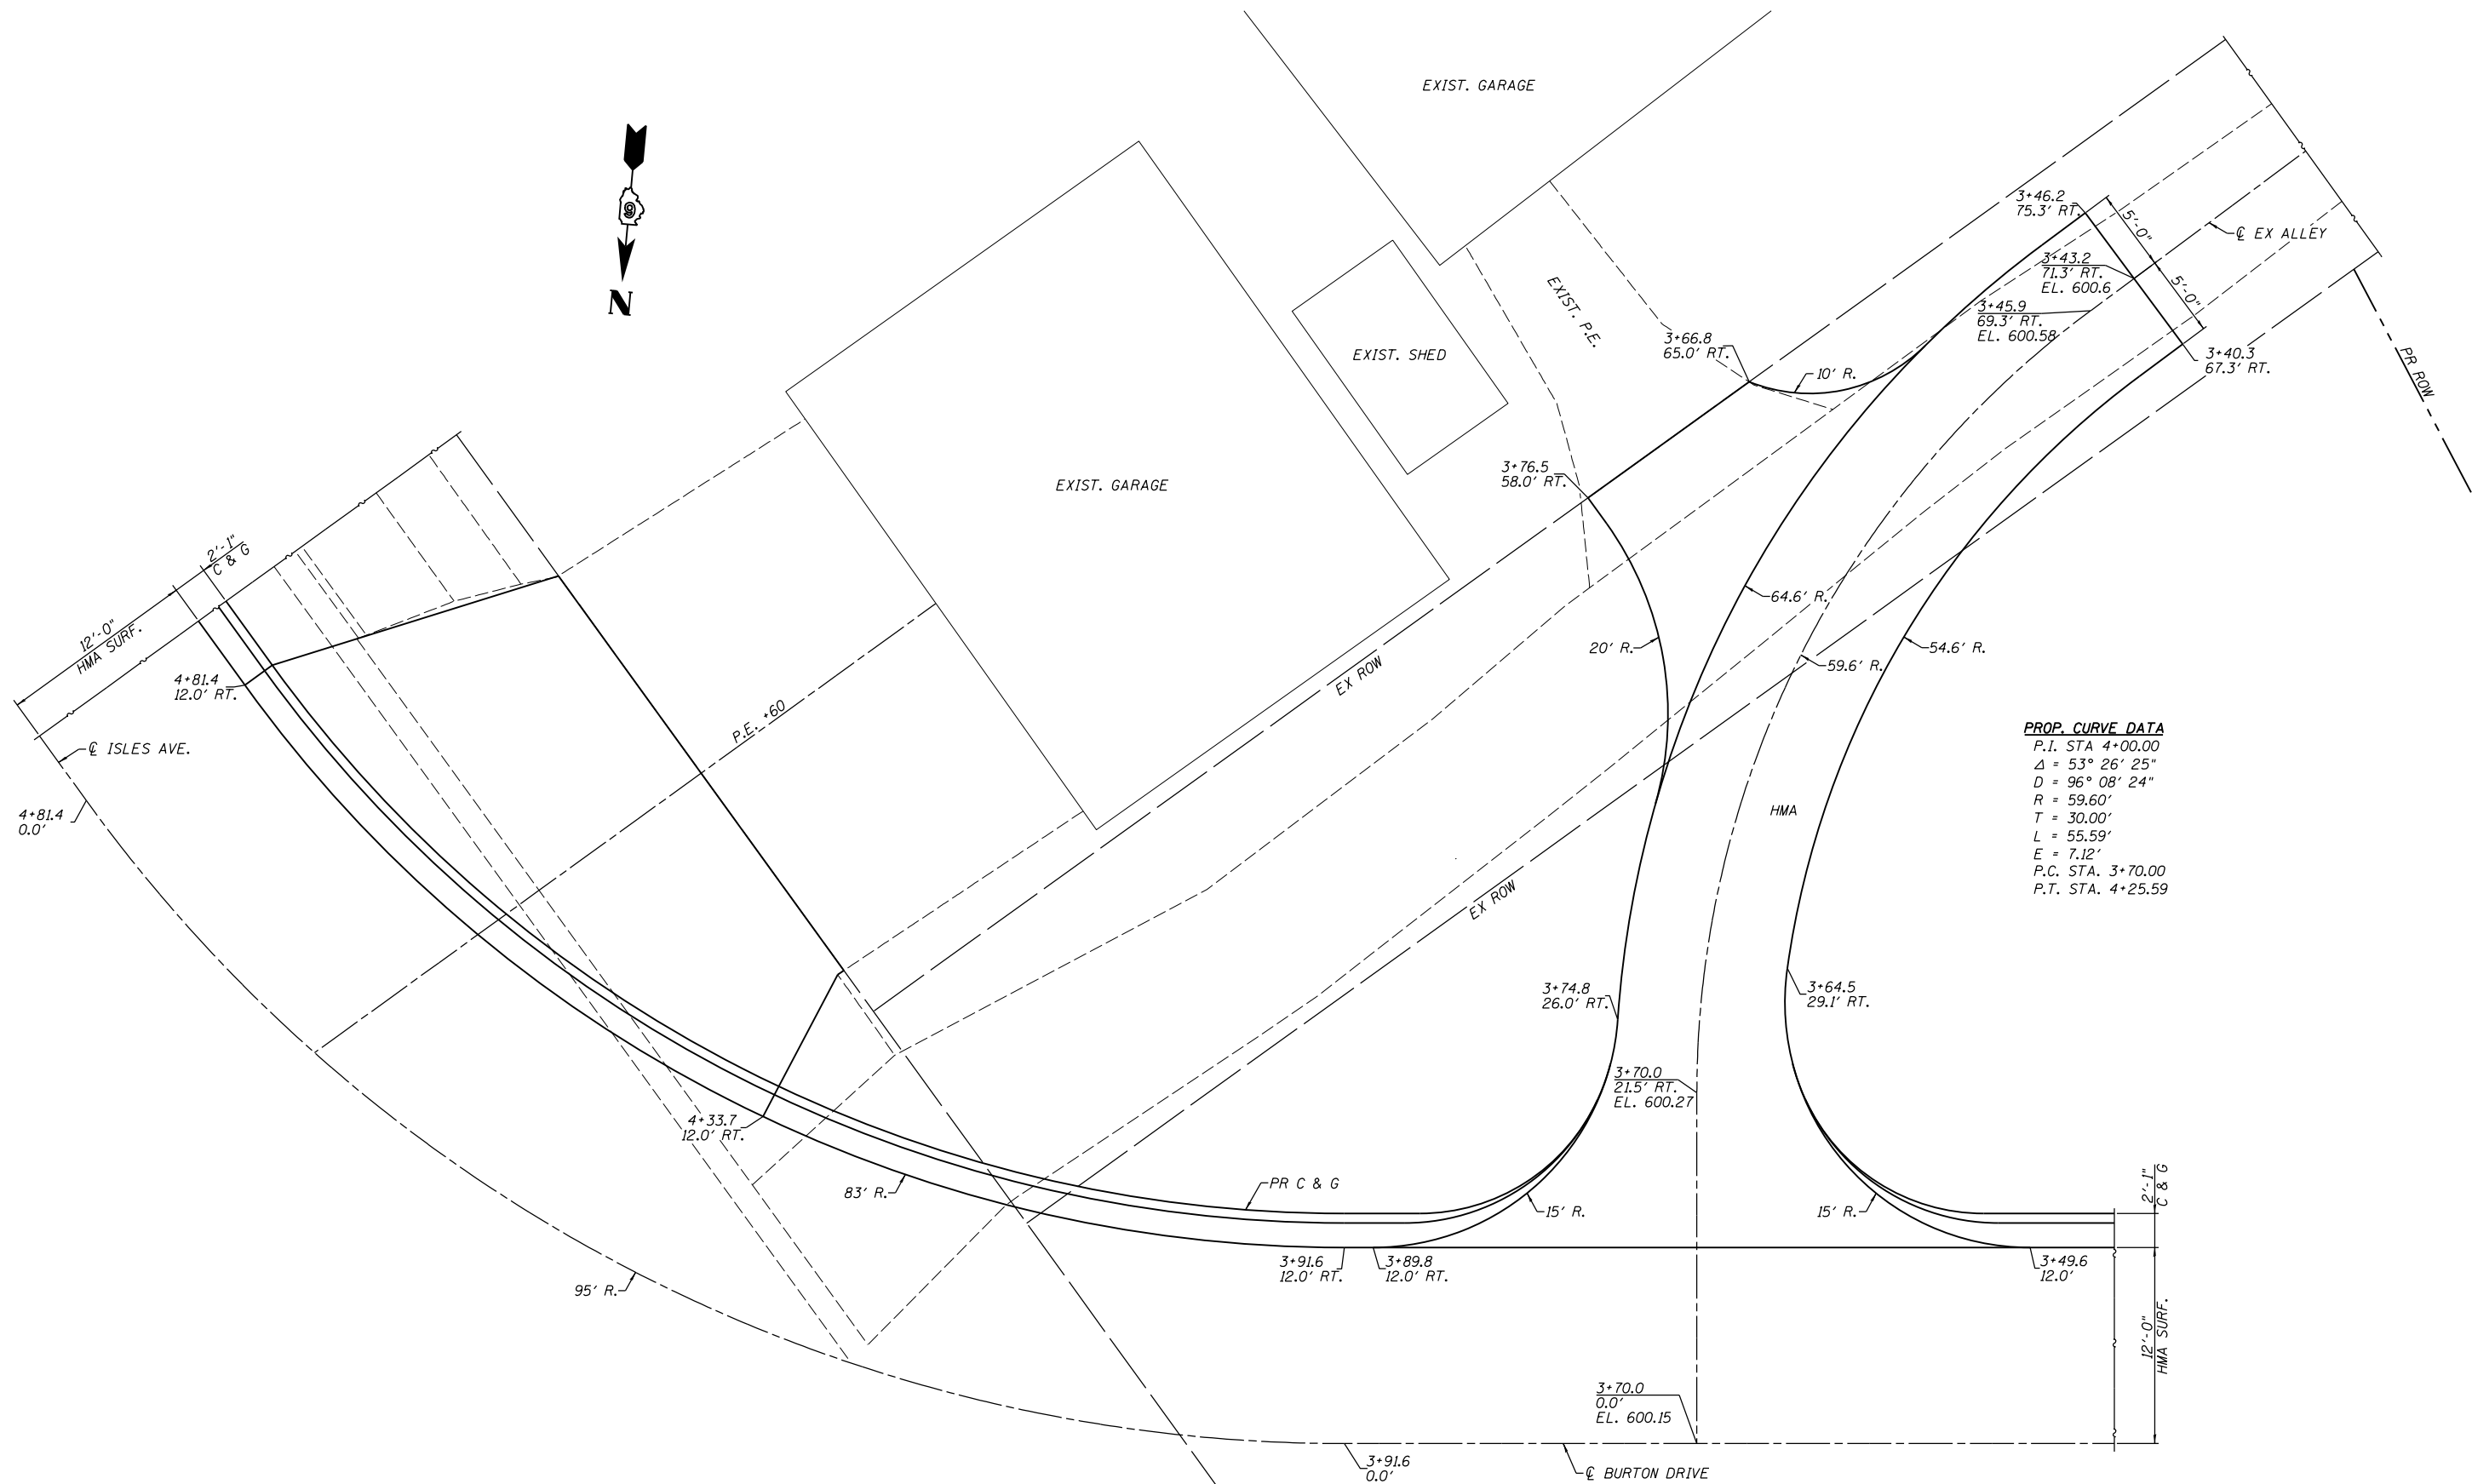 EXIST. GARAGE
9
N
3+46.2
75.3' RT.
5'-0"
℄ EX ALLEY
3+43.2
71.3' RT.
EL. 600.6
5'-0"
3+45.9
69.3' RT.
EL. 600.58
EXIST. P.E.
EXIST. SHED
3+66.8
65.0' RT.
10' R.
3+40.3
67.3' RT.
PR ROW
3+76.5
58.0' RT.
EXIST. GARAGE
2'-1"
C & G
12'-0"
HMA SURF.
4+81.4
12.0' RT.
℄ ISLES AVE.
4+81.4
0.0'
P.E. +60
EX ROW
64.6' R.
20' R.
54.6' R.
59.6' R.
HMA
PROP. CURVE DATA
P.I. STA 4+00.00
Δ = 53° 26' 25"
D = 96° 08' 24"
R = 59.60'
T = 30.00'
L = 55.59'
E = 7.12'
P.C. STA. 3+70.00
P.T. STA. 4+25.59
EX ROW
3+74.8
26.0' RT.
3+64.5
29.1' RT.
3+70.0
21.5' RT.
EL. 600.27
4+33.7
12.0' RT.
83' R.
PR C & G
15' R.
15' R.
2'-1"
C & G
3+91.6
12.0' RT.
3+89.8
12.0' RT.
3+49.6
12.0'
95' R.
12'-0"
HMA SURF.
3+70.0
0.0'
EL. 600.15
3+91.6
0.0'
℄ BURTON DRIVE